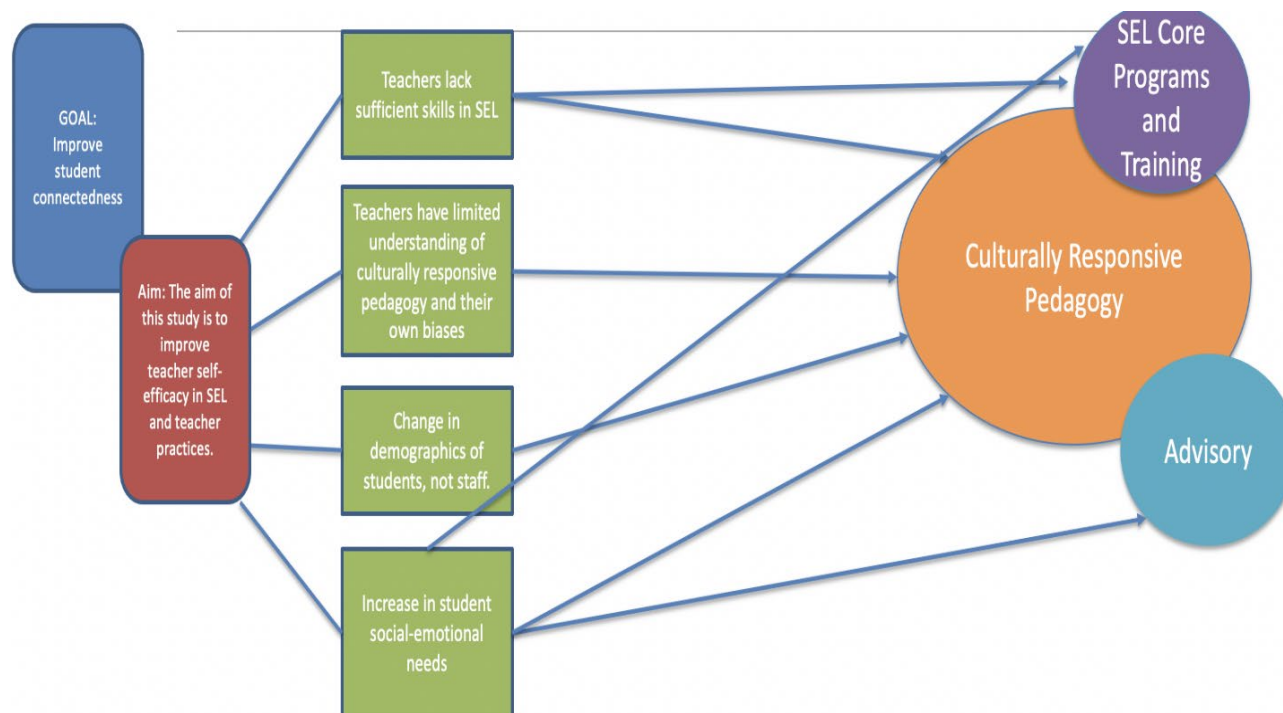 GOAL:
Improve
student
connectedness
Aim: The aim of
this study is to
improve
teacher self-
efficacy in SEL
and teacher
practices.
Teachers lack
sufficient skills in SEL
Teachers have limited
understanding of
culturally responsive
pedagogy and their
own biases
Change in
demographics of
students, not staff.
Increase in student
social-emotional
needs
SEL Core
Programs
and
Training
Culturally Responsive
Pedagogy
Advisory